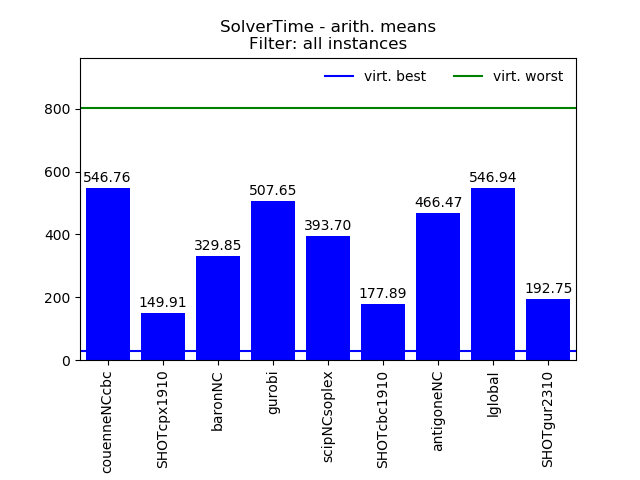 SolverTime - arith. means
Filter: all instances
virt. best
virt. worst
800
600
400
200
0
546.76
149.91
329.85
507.65
393.70
177.89
466.47
546.94
192.75
couenneNCcbc
SHOTcpx1910
baronNC
gurobi
scipNCsoplex
SHOTcbc1910
antigoneNC
lglobal
SHOTgur2310